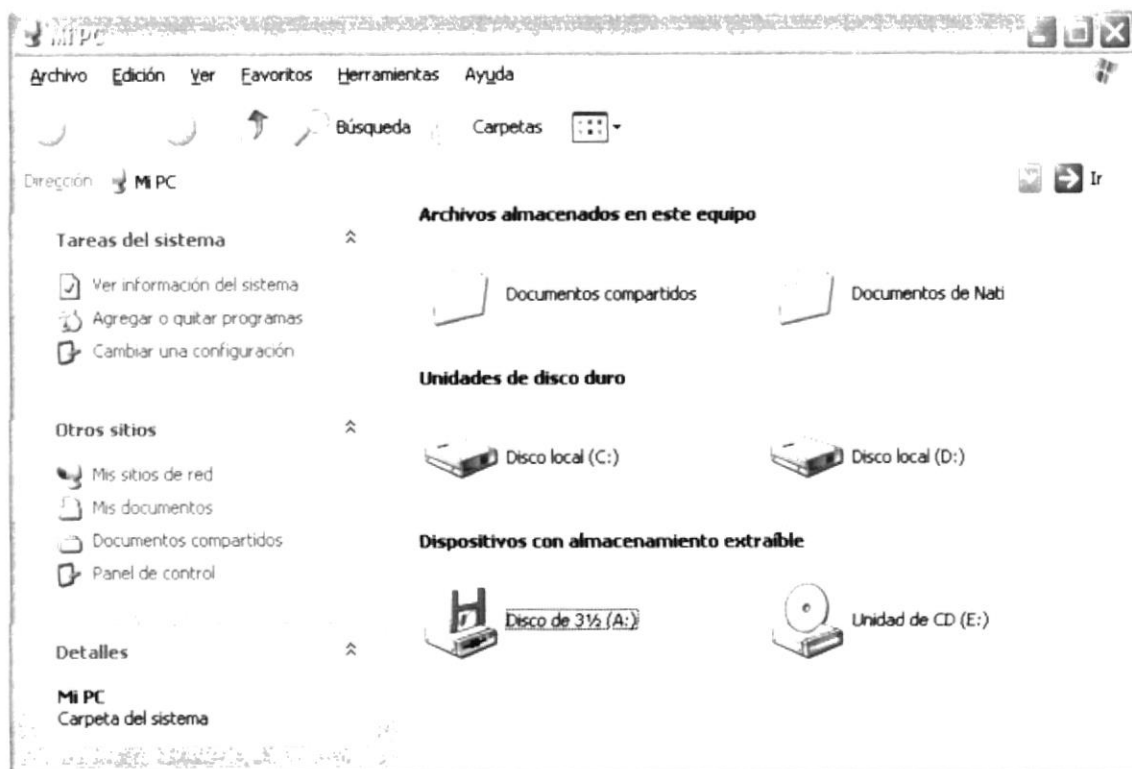 Mi PC
Archivo Edición Ver Favoritos Herramientas Ayuda
Búsqueda Carpetas
Dirección Mi PC Ir
Archivos almacenados en este equipo
Tareas del sistema
Ver información del sistema
Agregar o quitar programas
Cambiar una configuración
Documentos compartidos
Documentos de Nati
Unidades de disco duro
Otros sitios
Mis sitios de red
Mis documentos
Documentos compartidos
Panel de control
Disco local (C:)
Disco local (D:)
Dispositivos con almacenamiento extraíble
Disco de 3½ (A:)
Unidad de CD (E:)
Detalles
Mi PC
Carpeta del sistema